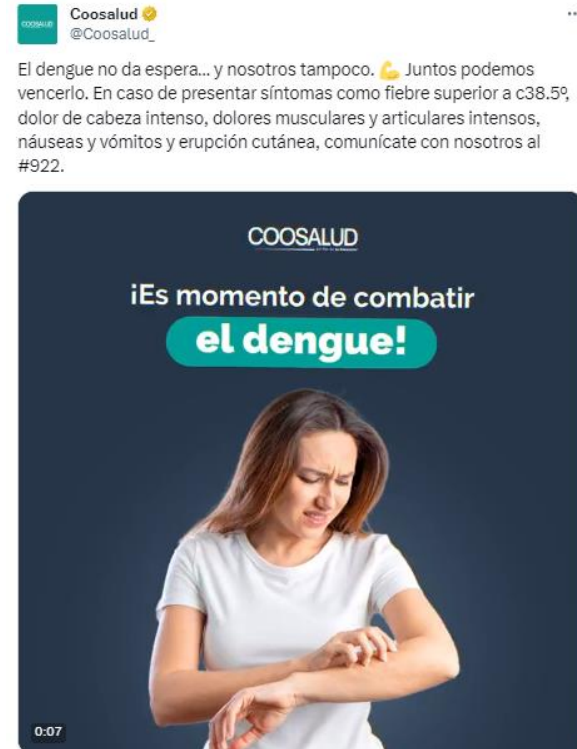 COOSALUD
Coosalud
@Coosalud_
El dengue no da espera... y nosotros tampoco. 💪 Juntos podemos
vencerlo. En caso de presentar síntomas como fiebre superior a c38.5º,
dolor de cabeza intenso, dolores musculares y articulares intensos,
náuseas y vómitos y erupción cutánea, comunícate con nosotros al
#922.
COOSALUD
¡Es momento de combatir
el dengue!
0:07